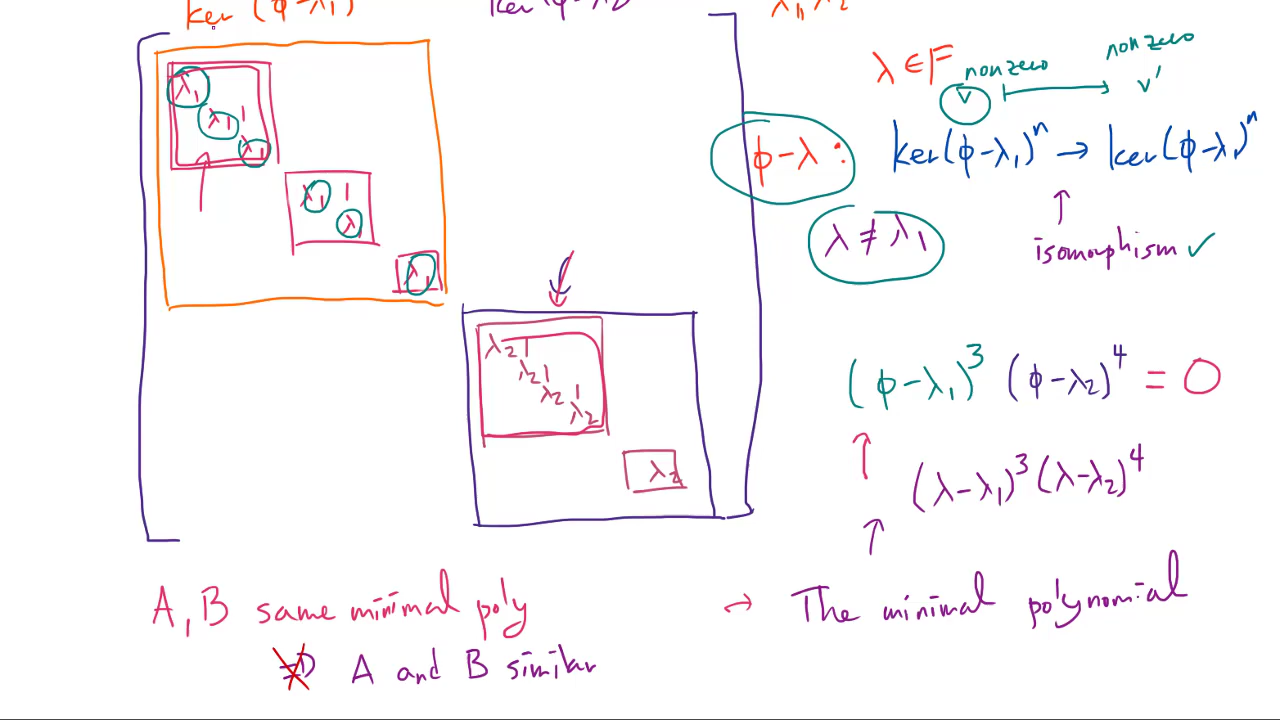 ker (ϕ-λ₁)
ker (ϕ-λ₂
λ₁, λ₂
λ₁
λ₁ 1
λ₁
λ₁ 1
λ₁
λ₁
λ₂ 1
λ₂ 1
λ₂ 1
λ₂
λ₂
λ ∈ F
nonzero
nonzero
v ↦ v'
ϕ-λ :
ker(ϕ-λ₁)ⁿ → ker(ϕ-λ₁)ⁿ
λ ≠ λ₁
↑
isomorphism ✓
(ϕ-λ₁)³ (ϕ-λ₂)⁴ = 0
(λ-λ₁)³(λ-λ₂)⁴
A, B same minimal poly
⇒ A and B similar
→ The minimal polynomial